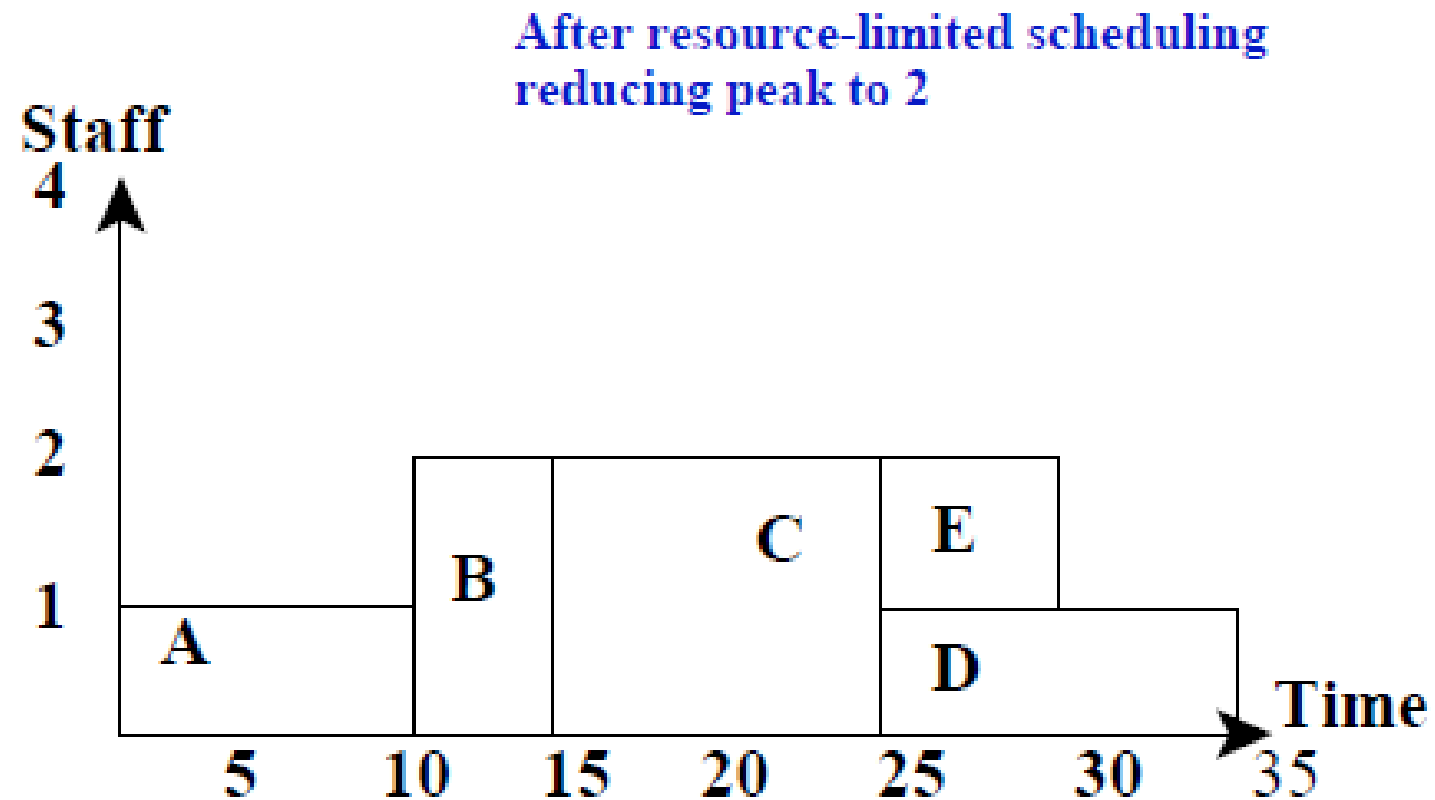 After resource-limited scheduling
reducing peak to 2
Staff
4
3
2
1
A
B
C
E
D
Time
5 10 15 20 25 30 35